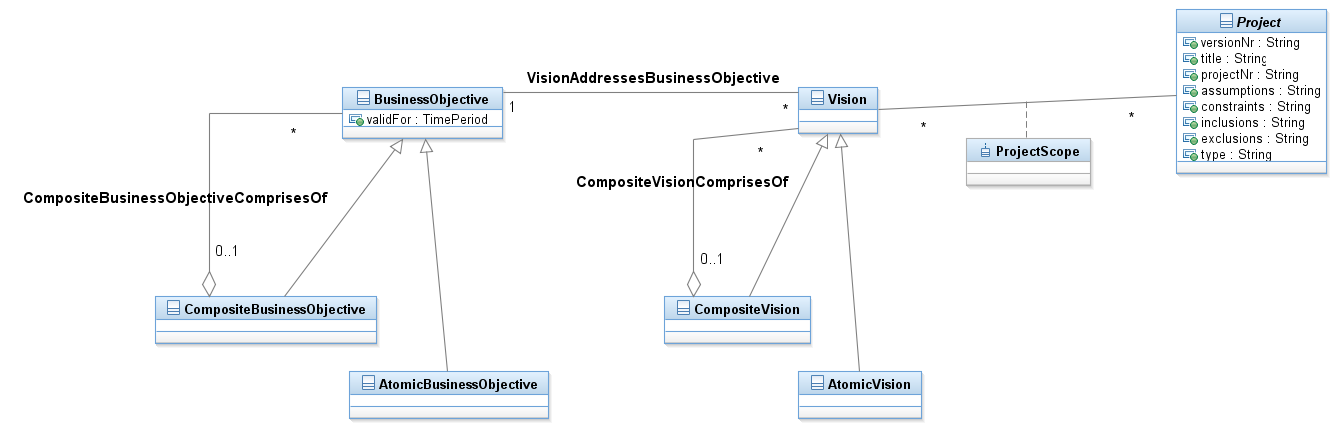 Project
versionNr : String
title : String
projectNr : String
assumptions : String
constraints : String
inclusions : String
exclusions : String
type : String
VisionAddressesBusinessObjective
BusinessObjective
validFor : TimePeriod
1
*
Vision
*
*
ProjectScope
*
*
CompositeBusinessObjectiveComprisesOf
CompositeVisionComprisesOf
0..1
0..1
CompositeBusinessObjective
CompositeVision
AtomicBusinessObjective
AtomicVision